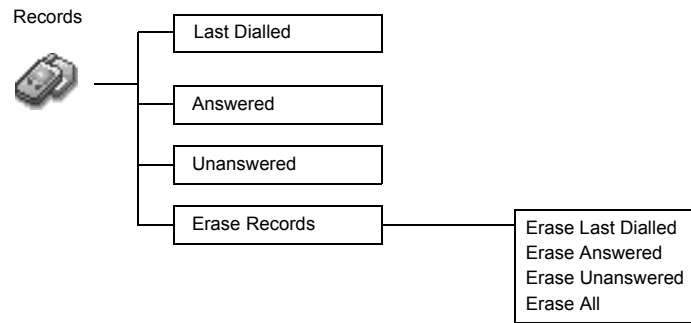 Records
Last Dialled
Answered
Unanswered
Erase Records
Erase Last Dialled
Erase Answered
Erase Unanswered
Erase All